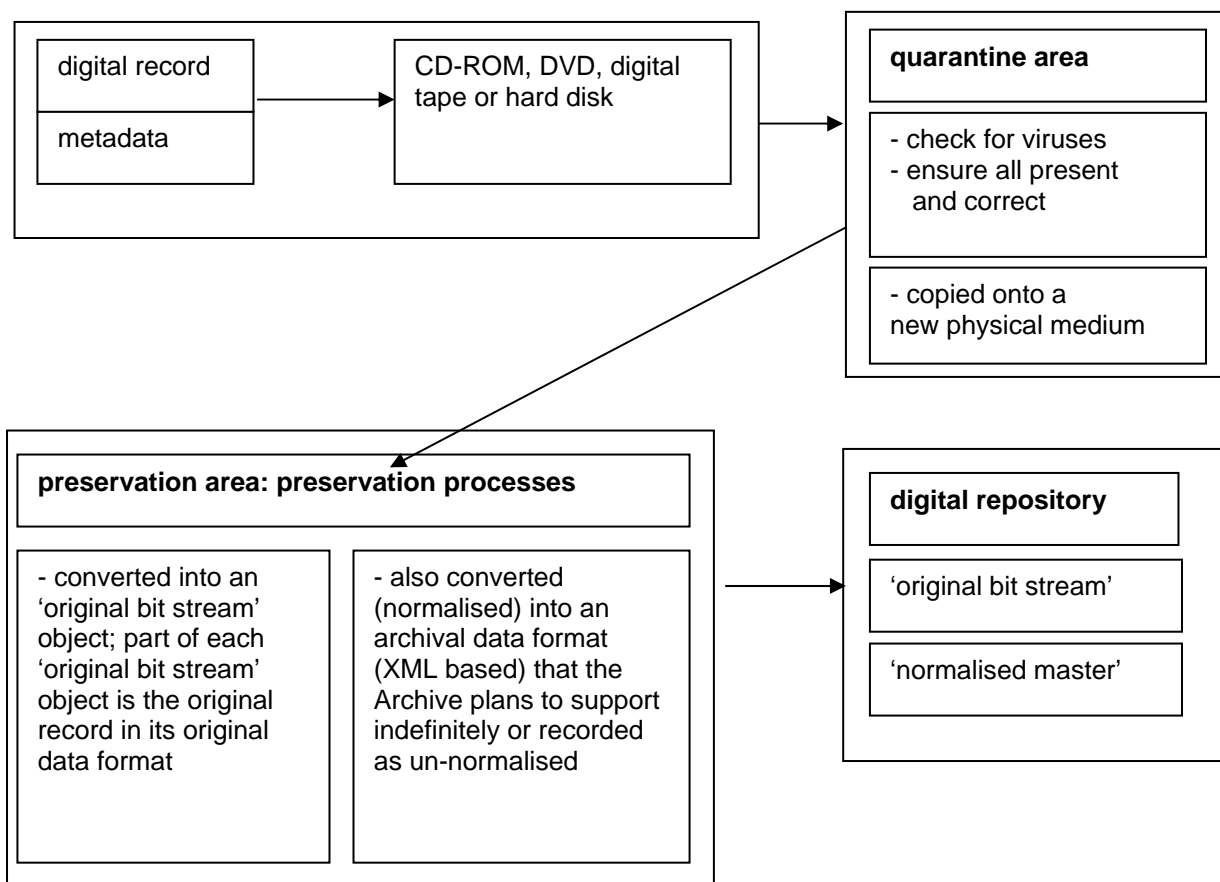 digital record
metadata
CD-ROM, DVD, digital
tape or hard disk
quarantine area
- check for viruses
- ensure all present
and correct
- copied onto a
new physical medium
preservation area: preservation processes
- converted into an
‘original bit stream’
object; part of each
‘original bit stream’
object is the original
record in its original
data format
- also converted
(normalised) into an
archival data format
(XML based) that the
Archive plans to support
indefinitely or recorded
as un-normalised
digital repository
‘original bit stream’
‘normalised master’